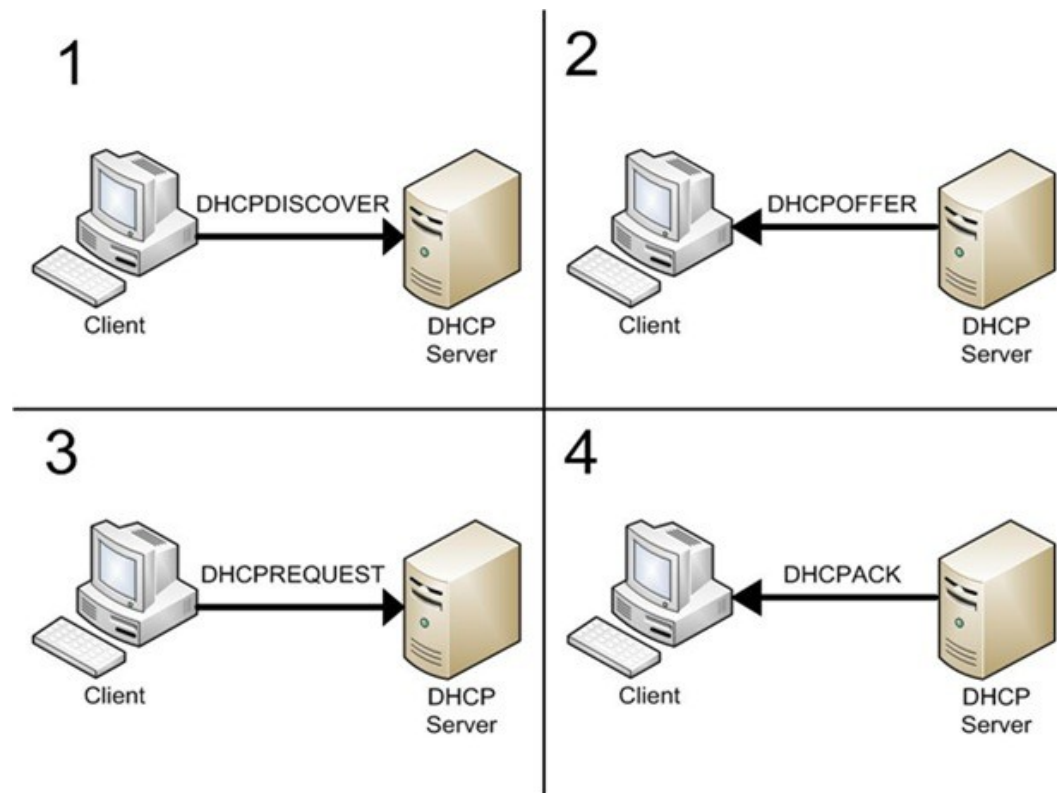 1
DHCPDISCOVER
Client
DHCP
Server
2
DHCPOFFER
Client
DHCP
Server
3
DHCPREQUEST
Client
DHCP
Server
4
DHCPACK
Client
DHCP
Server